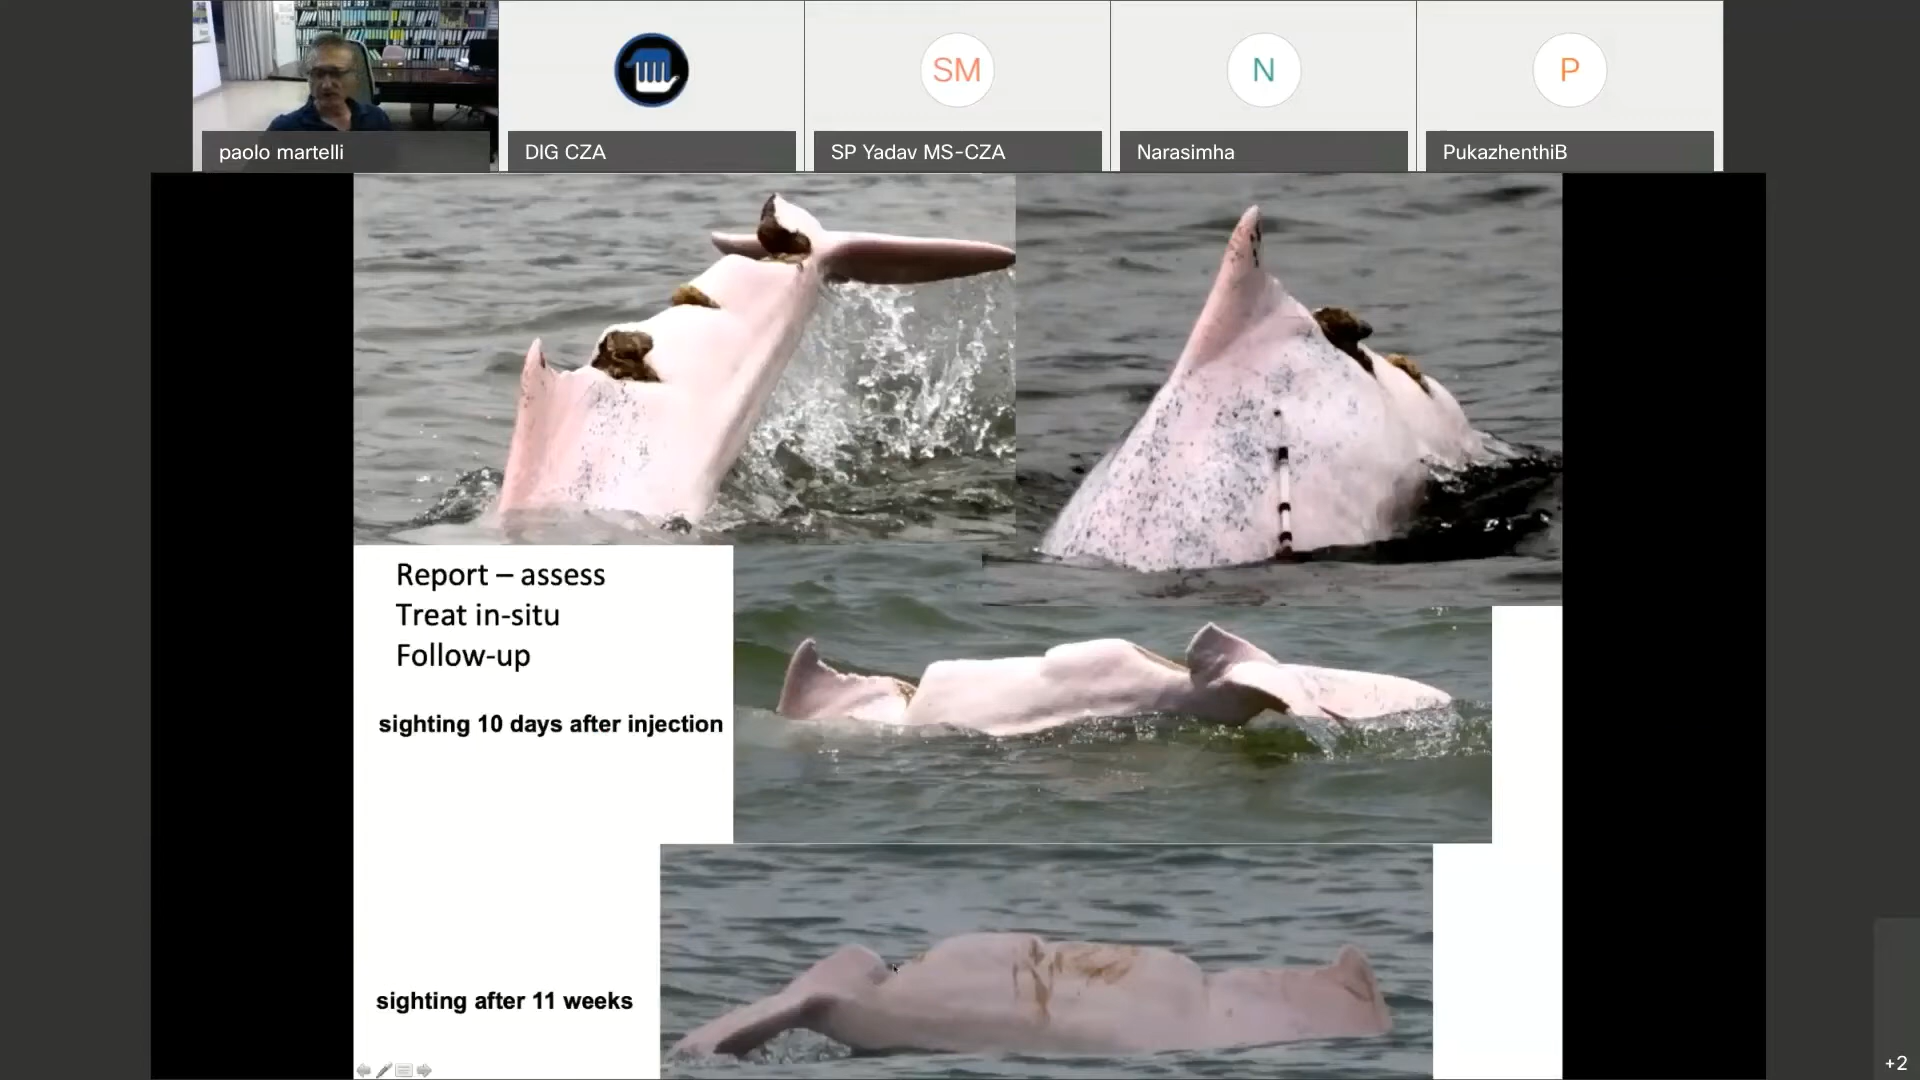 SM
N
P
paolo martelli
DIG CZA
SP Yadav MS-CZA
Narasimha
PukazhenthiB
Report – assess
Treat in-situ
Follow-up
sighting 10 days after injection
sighting after 11 weeks
+2